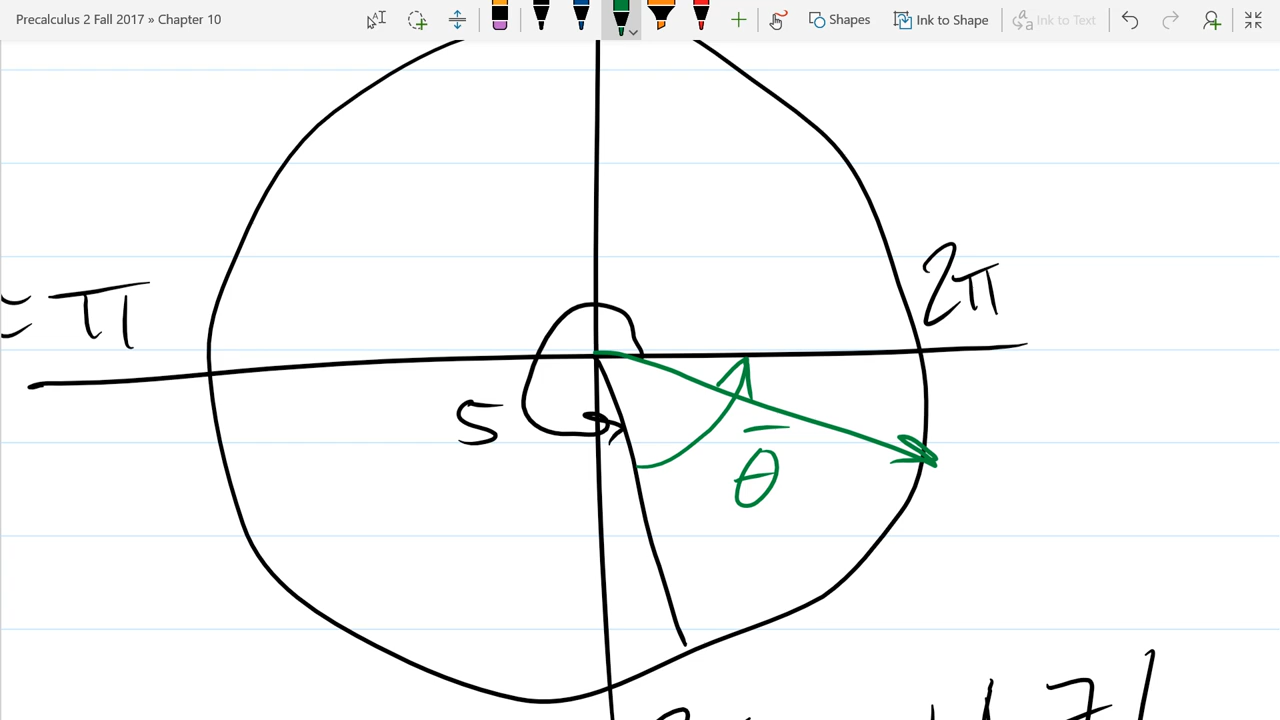 Precalculus 2 Fall 2017 » Chapter 10
Shapes
Ink to Shape
Ink to Text
2π
= π
5
θ̄